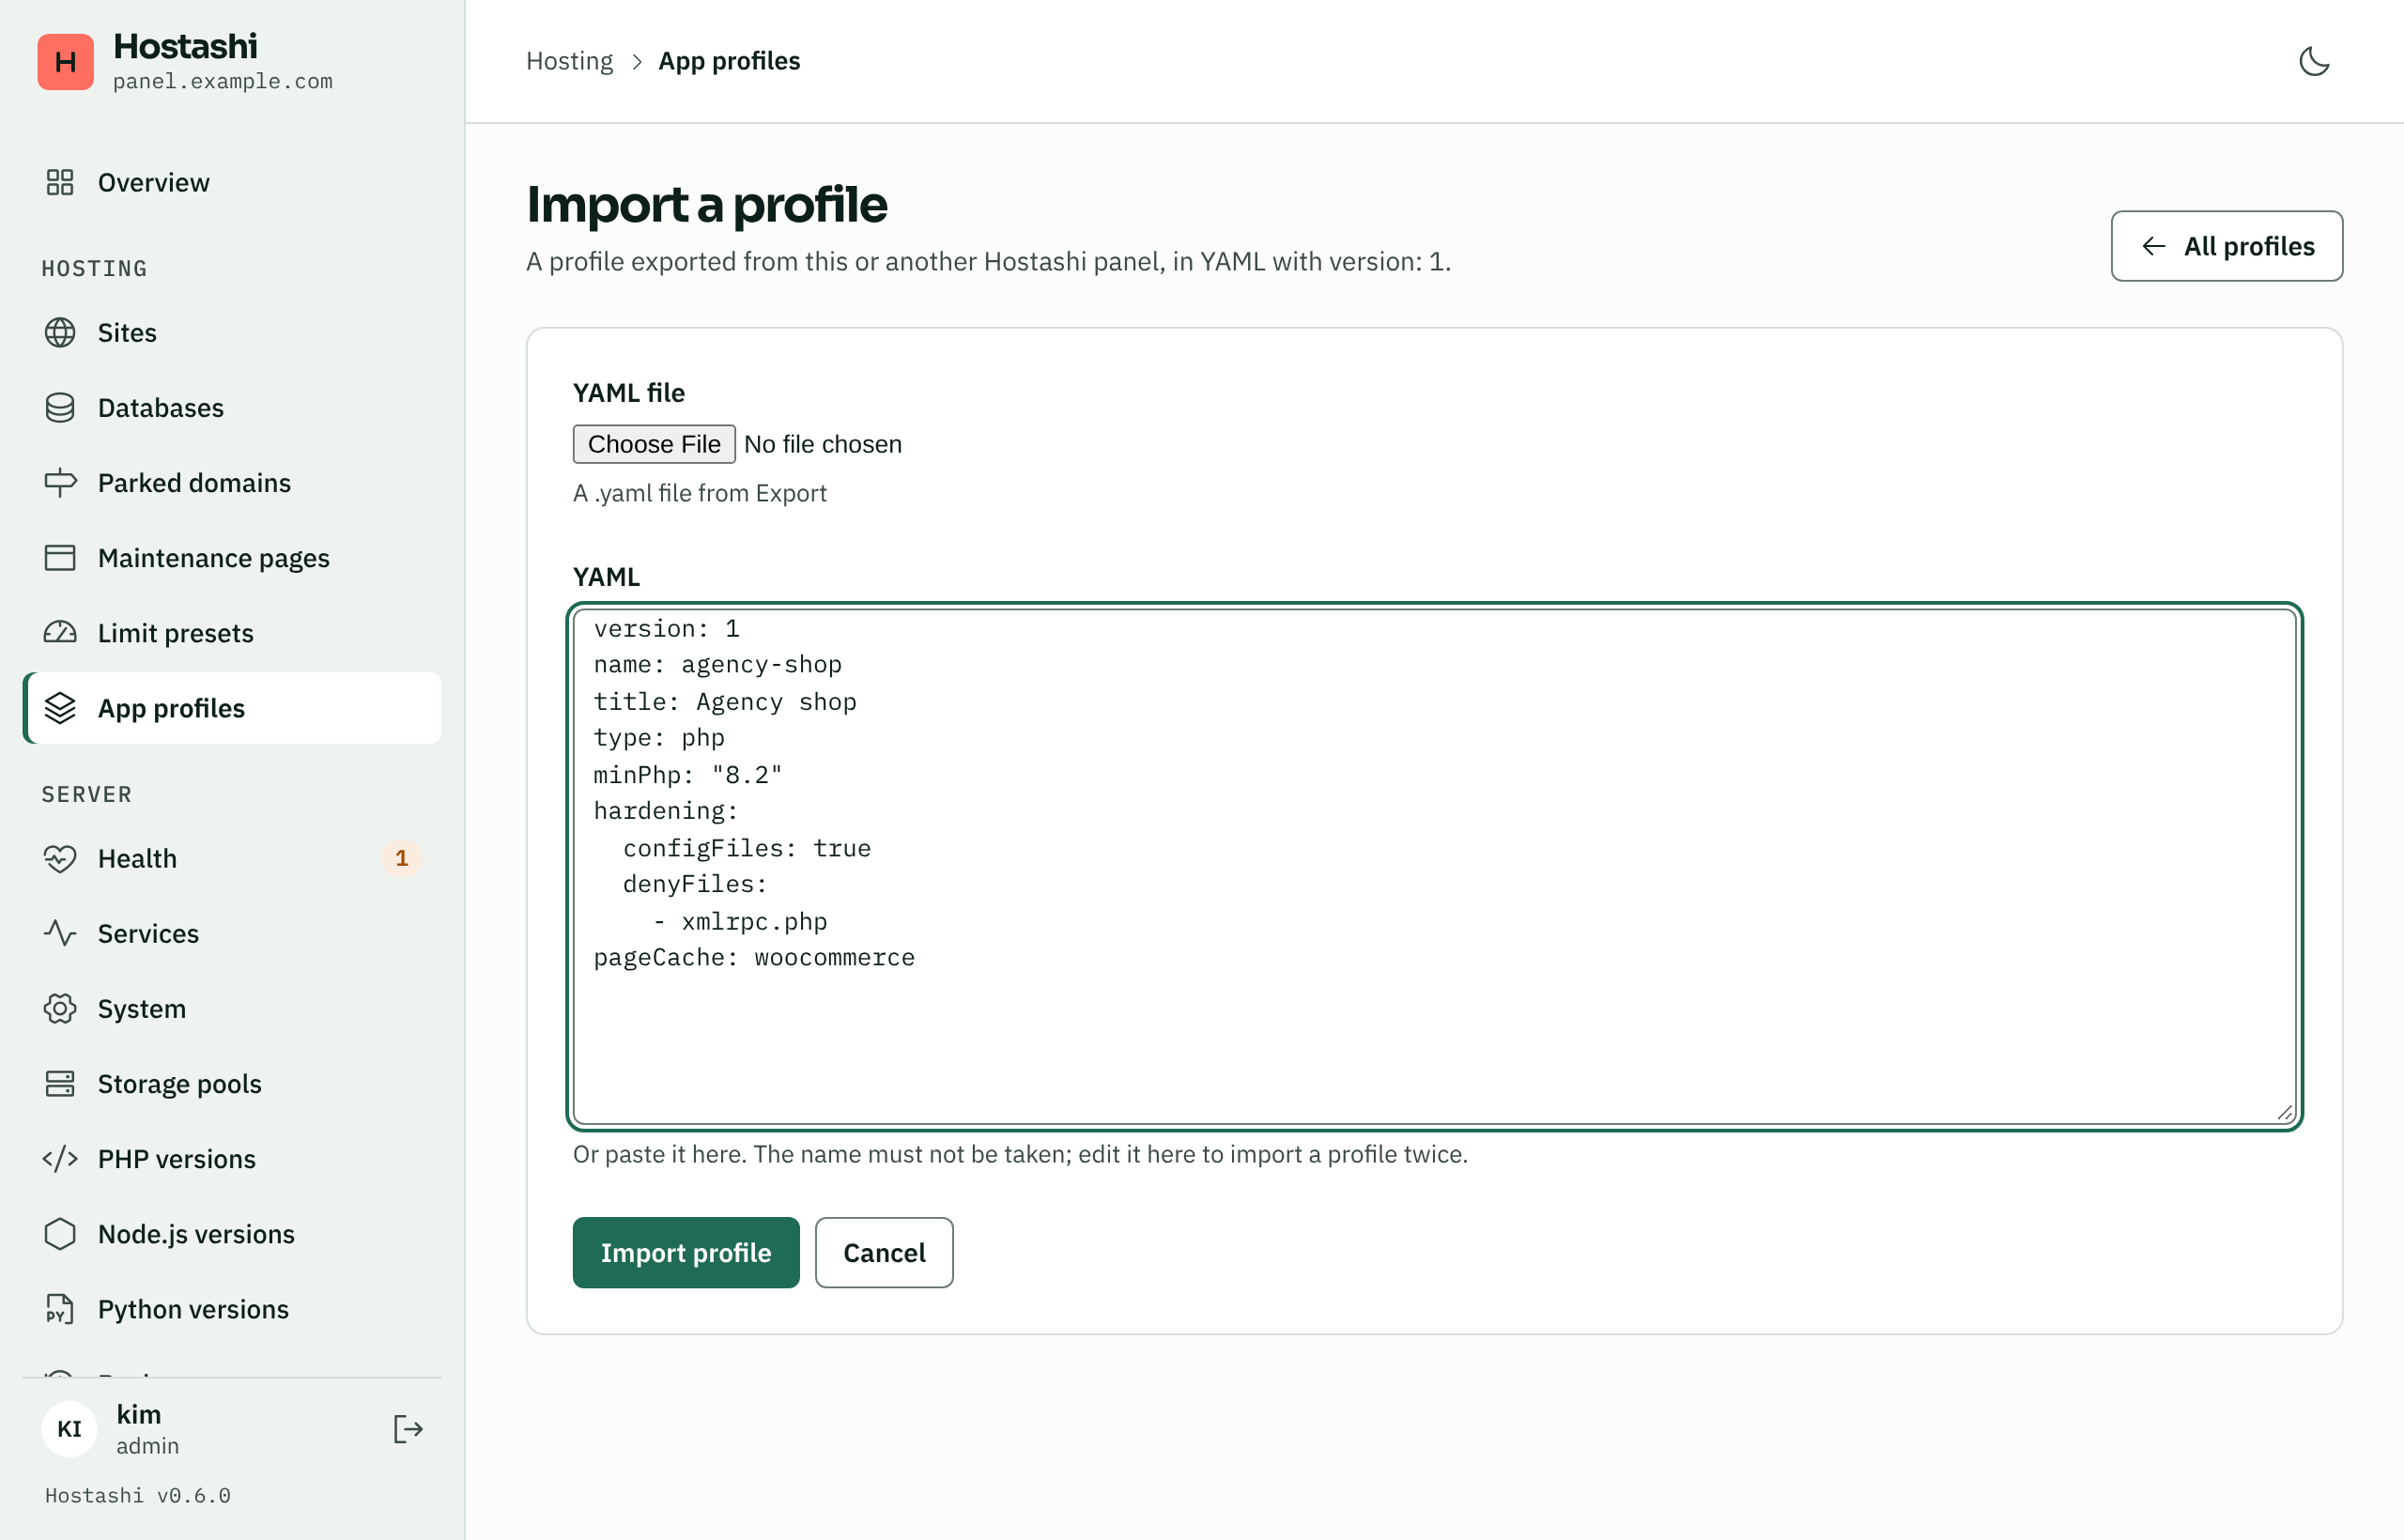 H
Hostashi
panel.example.com
Overview
HOSTING
Sites
Databases
Parked domains
Maintenance pages
Limit presets
App profiles
SERVER
Health 1
Services
System
Storage pools
PHP versions
Node.js versions
PY Python versions
KI kim
admin
Hostashi v0.6.0
Hosting > App profiles
Import a profile
A profile exported from this or another Hostashi panel, in YAML with version: 1.
← All profiles
YAML file
Choose File No file chosen
A .yaml file from Export
YAML
version: 1
name: agency-shop
title: Agency shop
type: php
minPhp: "8.2"
hardening:
  configFiles: true
  denyFiles:
    - xmlrpc.php
pageCache: woocommerce
Or paste it here. The name must not be taken; edit it here to import a profile twice.
Import profile Cancel